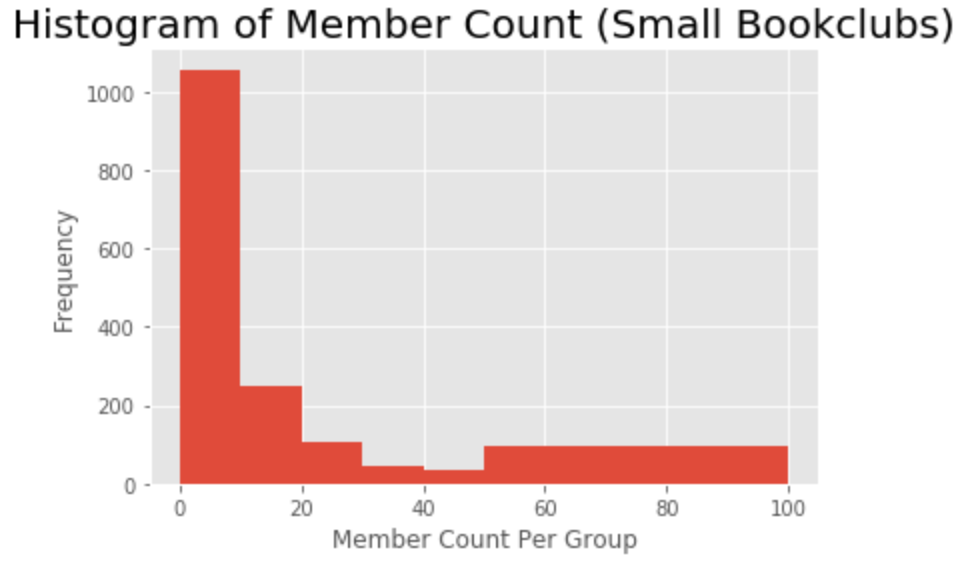 Histogram of Member Count (Small Bookclubs)
1000
800
600
400
200
0
Frequency
0 20 40 60 80 100
Member Count Per Group